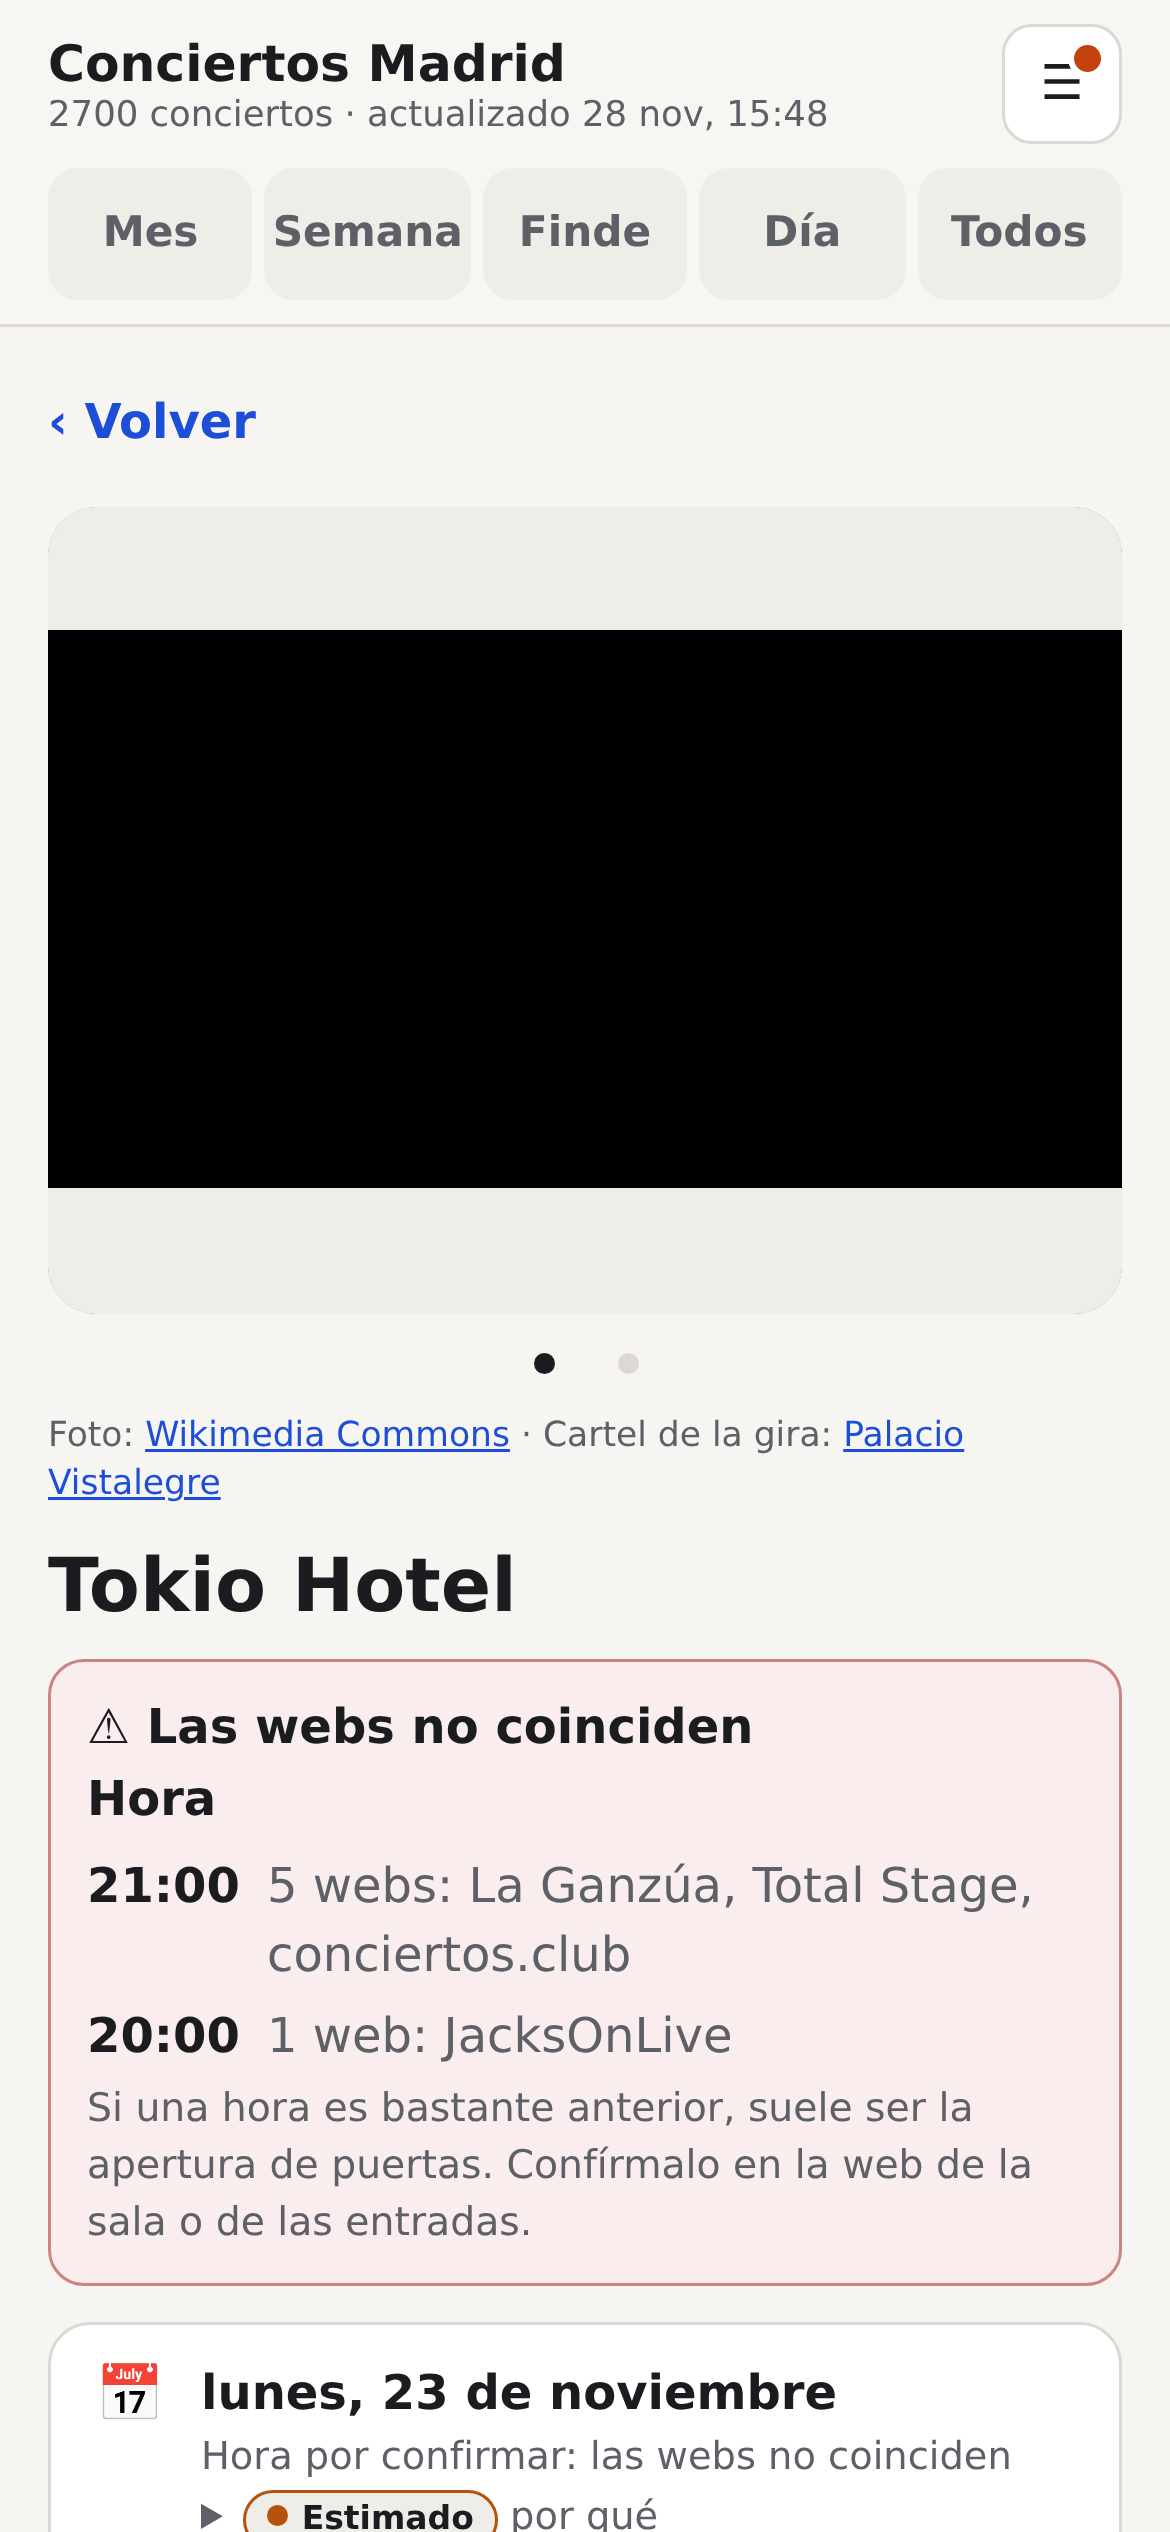 Conciertos Madrid
2700 conciertos · actualizado 28 nov, 15:48
Mes Semana Finde Día Todos
‹ Volver
Foto: Wikimedia Commons · Cartel de la gira: Palacio
Vistalegre
Tokio Hotel
⚠ Las webs no coinciden
Hora
21:00 5 webs: La Ganzúa, Total Stage,
conciertos.club
20:00 1 web: JacksOnLive
Si una hora es bastante anterior, suele ser la
apertura de puertas. Confírmalo en la web de la
sala o de las entradas.
July
17
lunes, 23 de noviembre
Hora por confirmar: las webs no coinciden
Estimado por qué